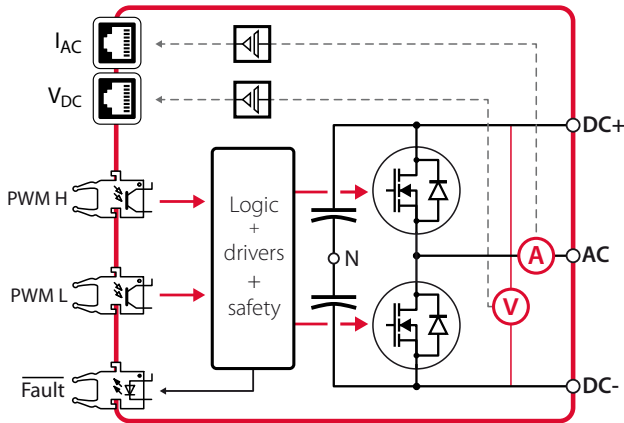 I_AC
V_DC
DC+
PWM H
Logic
+
drivers
+
safety
N
AC
A
PWM L
V
Fault
DC-